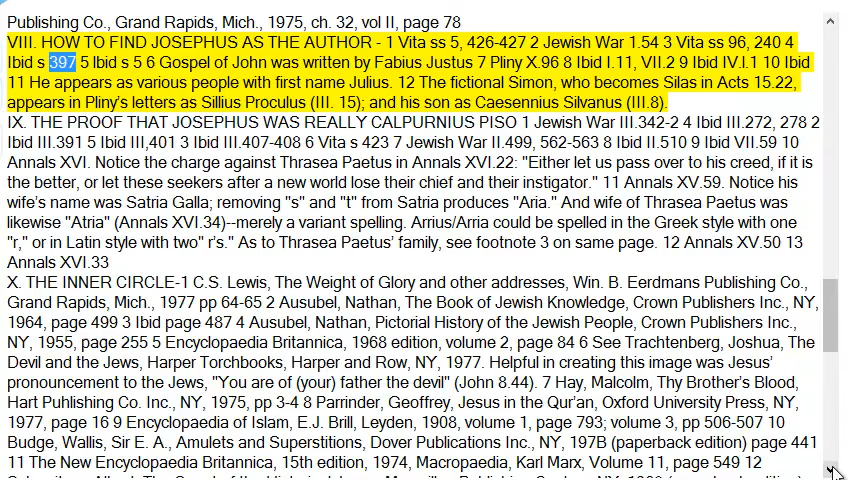 Publishing Co., Grand Rapids, Mich., 1975, ch. 32, vol II, page 78
VIII. HOW TO FIND JOSEPHUS AS THE AUTHOR - 1 Vita ss 5, 426-427 2 Jewish War 1.54 3 Vita ss 96, 240 4
Ibid s 397 5 Ibid s 5 6 Gospel of John was written by Fabius Justus 7 Pliny X.96 8 Ibid I.11, VII.2 9 Ibid IV.I.1 10 Ibid
11 He appears as various people with first name Julius. 12 The fictional Simon, who becomes Silas in Acts 15.22,
appears in Pliny's letters as Sillius Proculus (III. 15); and his son as Caesennius Silvanus (III.8).
IX. THE PROOF THAT JOSEPHUS WAS REALLY CALPURNIUS PISO 1 Jewish War III.342-2 4 Ibid III.272, 278 2
Ibid III.391 5 Ibid III,401 3 Ibid III.407-408 6 Vita s 423 7 Jewish War II.499, 562-563 8 Ibid II.510 9 Ibid VII.59 10
Annals XVI. Notice the charge against Thrasea Paetus in Annals XVI.22: "Either let us pass over to his creed, if it is
the better, or let these seekers after a new world lose their chief and their instigator." 11 Annals XV.59. Notice his
wife's name was Satria Galla; removing "s" and "t" from Satria produces "Aria." And wife of Thrasea Paetus was
likewise "Atria" (Annals XVI.34)--merely a variant spelling. Arrius/Arria could be spelled in the Greek style with one
"r," or in Latin style with two" r's." As to Thrasea Paetus' family, see footnote 3 on same page. 12 Annals XV.50 13
Annals XVI.33
X. THE INNER CIRCLE-1 C.S. Lewis, The Weight of Glory and other addresses, Win. B. Eerdmans Publishing Co.,
Grand Rapids, Mich., 1977 pp 64-65 2 Ausubel, Nathan, The Book of Jewish Knowledge, Crown Publishers Inc., NY,
1964, page 499 3 Ibid page 487 4 Ausubel, Nathan, Pictorial History of the Jewish People, Crown Publishers Inc.,
NY, 1955, page 255 5 Encyclopaedia Britannica, 1968 edition, volume 2, page 84 6 See Trachtenberg, Joshua, The
Devil and the Jews, Harper Torchbooks, Harper and Row, NY, 1977. Helpful in creating this image was Jesus'
pronouncement to the Jews, "You are of (your) father the devil" (John 8.44). 7 Hay, Malcolm, Thy Brother's Blood,
Hart Puhlishing Co. Inc., NY, 1975, pp 3-4 8 Parrinder, Geoffrey, Jesus in the Qur'an, Oxford University Press, NY,
1977, page 16 9 Encyclopaedia of Islam, E.J. Brill, Leyden, 1908, volume 1, page 793; volume 3, pp 506-507 10
Budge, Wallis, Sir E. A., Amulets and Superstitions, Dover Publications Inc., NY, 197B (paperback edition) page 441
11 The New Encyclopaedia Britannica, 15th edition, 1974, Macropaedia, Karl Marx, Volume 11, page 549 12